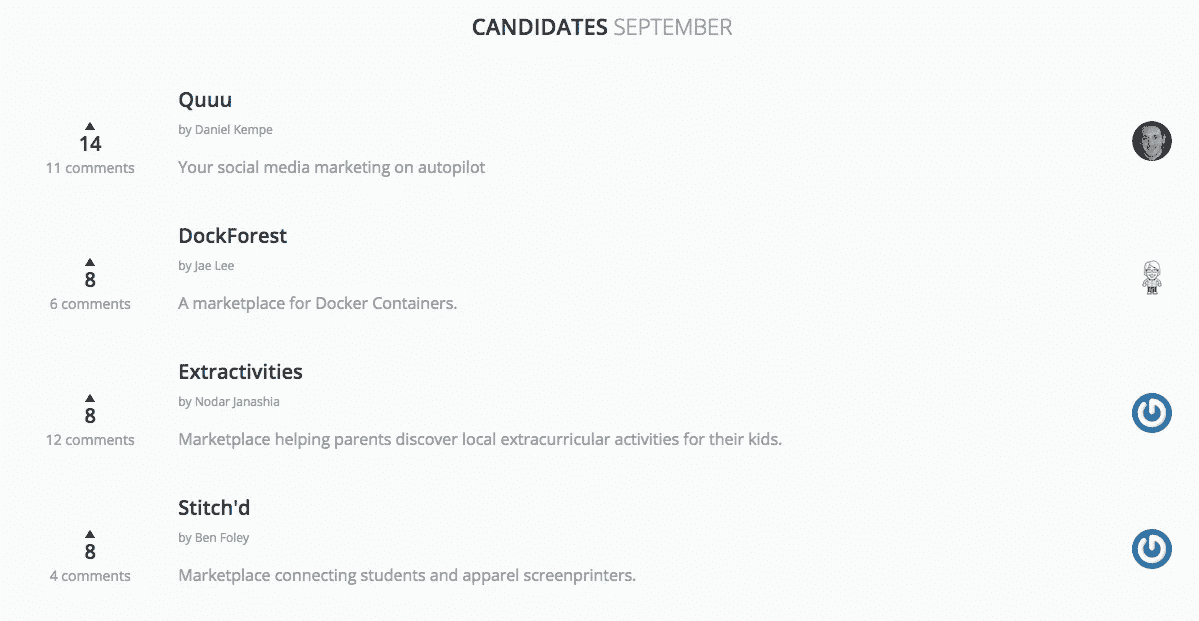 CANDIDATES SEPTEMBER
Quuu
by Daniel Kempe
14
11 comments
Your social media marketing on autopilot
DockForest
by Jae Lee
8
6 comments
A marketplace for Docker Containers.
Extractivities
by Nodar Janashia
8
12 comments
Marketplace helping parents discover local extracurricular activities for their kids.
Stitch'd
by Ben Foley
8
4 comments
Marketplace connecting students and apparel screenprinters.